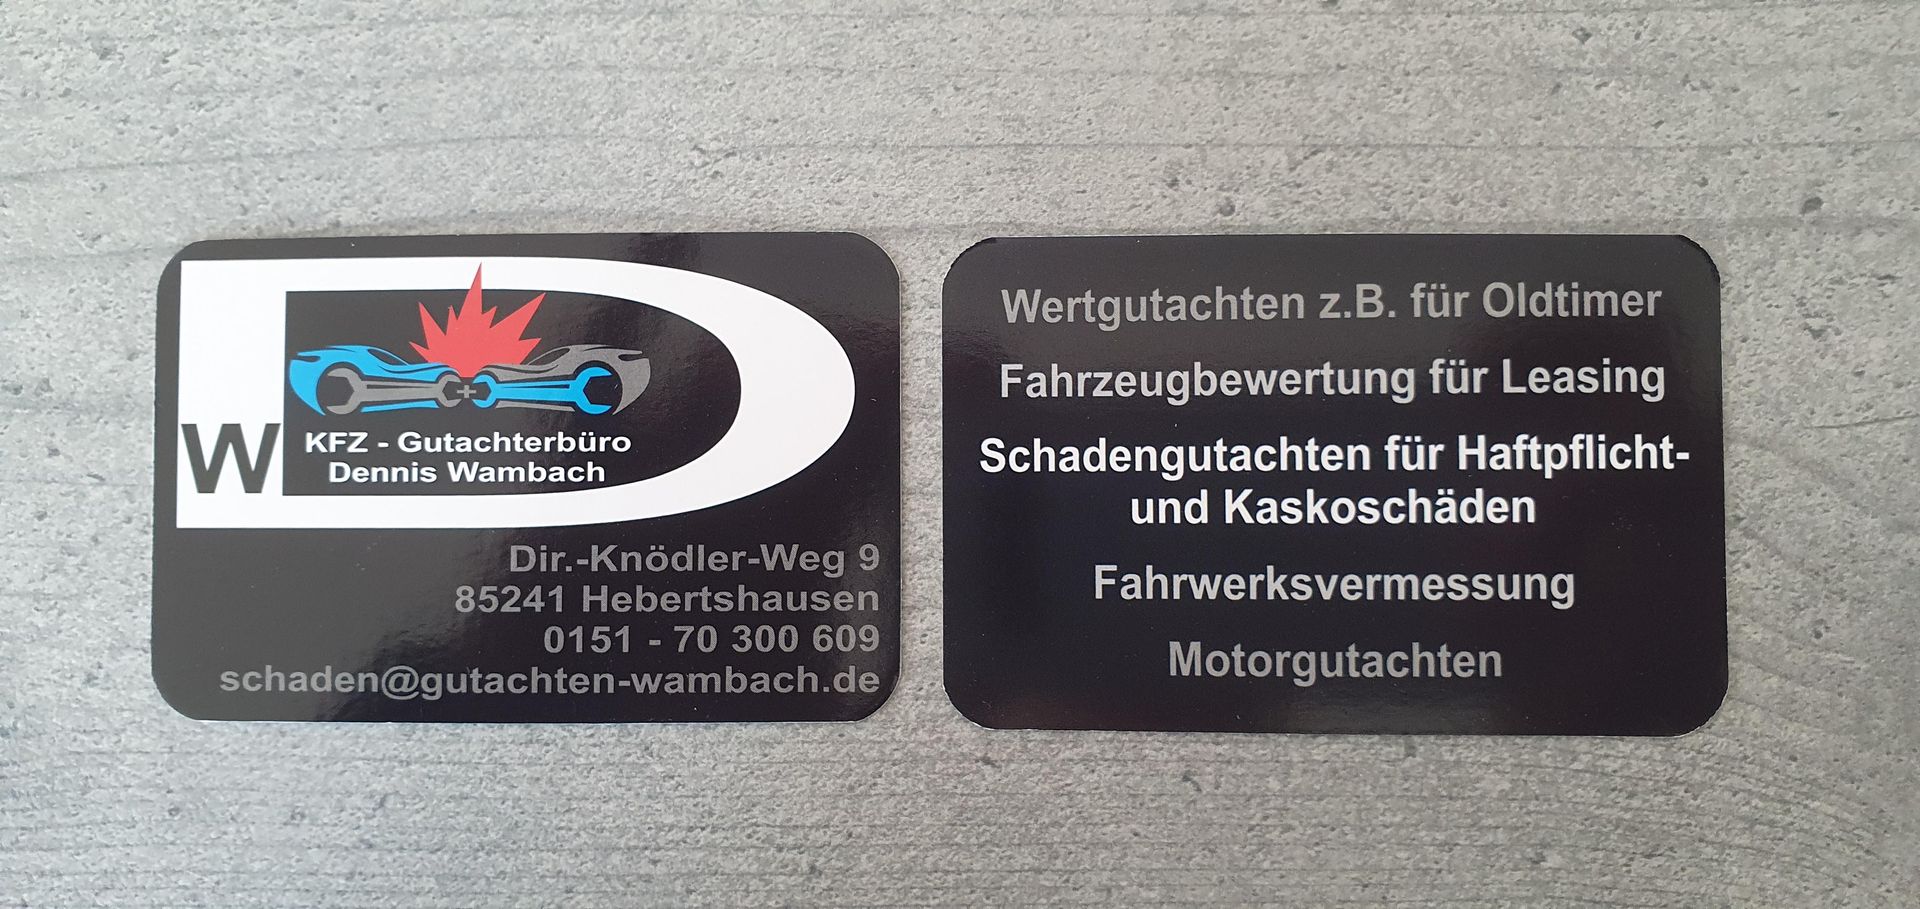 W
KFZ - Gutachterbüro
Dennis Wambach
Dir.-Knödler-Weg 9
85241 Hebertshausen
0151 - 70 300 609
schaden@gutachten-wambach.de
Wertgutachten z.B. für Oldtimer
Fahrzeugbewertung für Leasing
Schadengutachten für Haftpflicht-
und Kaskoschäden
Fahrwerksvermessung
Motorgutachten